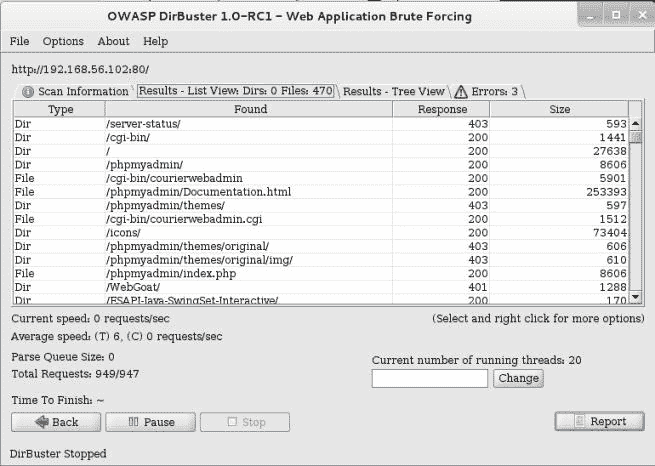 OWASP DirBuster 1.0-RC1 - Web Application Brute Forcing
File Options About Help
http://192.168.56.102:80/
Scan Information Results - List View: Dirs: 0 Files: 470 Results - Tree View Errors: 3
Type Found Response Size
Dir /server-status/ 403 593
Dir /cgi-bin/ 200 1441
Dir / 200 27638
Dir /phpmyadmin/ 200 8606
File /cgi-bin/courierwebadmin 200 5901
File /phpmyadmin/Documentation.html 200 253393
Dir /phpmyadmin/themes/ 403 597
File /cgi-bin/courierwebadmin.cgi 200 1512
Dir /icons/ 200 73404
Dir /phpmyadmin/themes/original/ 403 606
Dir /phpmyadmin/themes/original/img/ 403 610
File /phpmyadmin/index.php 200 8606
Dir /WebGoat/ 401 1288
Dir /ESAPI-Java-SwingSet-Interactive/ 200 170
Current speed: 0 requests/sec (Select and right click for more options)
Average speed: (T) 6, (C) 0 requests/sec
Parse Queue Size: 0
Current number of running threads: 20
Total Requests: 949/947
Change
Time To Finish: ~
Back Pause Stop Report
DirBuster Stopped